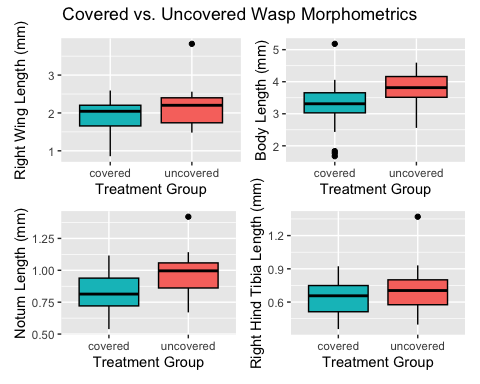 Covered vs. Uncovered Wasp Morphometrics
Right Wing Length (mm)
3
2
1
covered uncovered
Treatment Group
Body Length (mm)
5
4
3
2
covered uncovered
Treatment Group
Notum Length (mm)
1.25
1.00
0.75
0.50
covered uncovered
Treatment Group
Right Hind Tibia Length (mm)
1.2
0.9
0.6
covered uncovered
Treatment Group